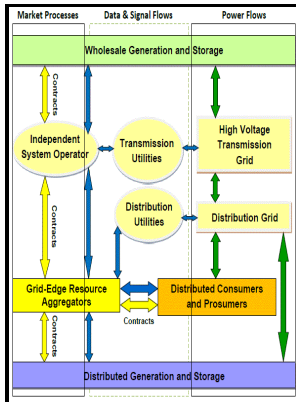 Market Processes
Data & Signal Flows
Power Flows
Wholesale Generation and Storage
Contracts
Independent
System Operator
Transmission
Utilities
High Voltage
Transmission
Grid
Contracts
Distribution
Utilities
Distribution Grid
Grid-Edge Resource
Aggregators
Distributed Consumers
and Prosumers
Contracts
Contracts
Distributed Generation and Storage